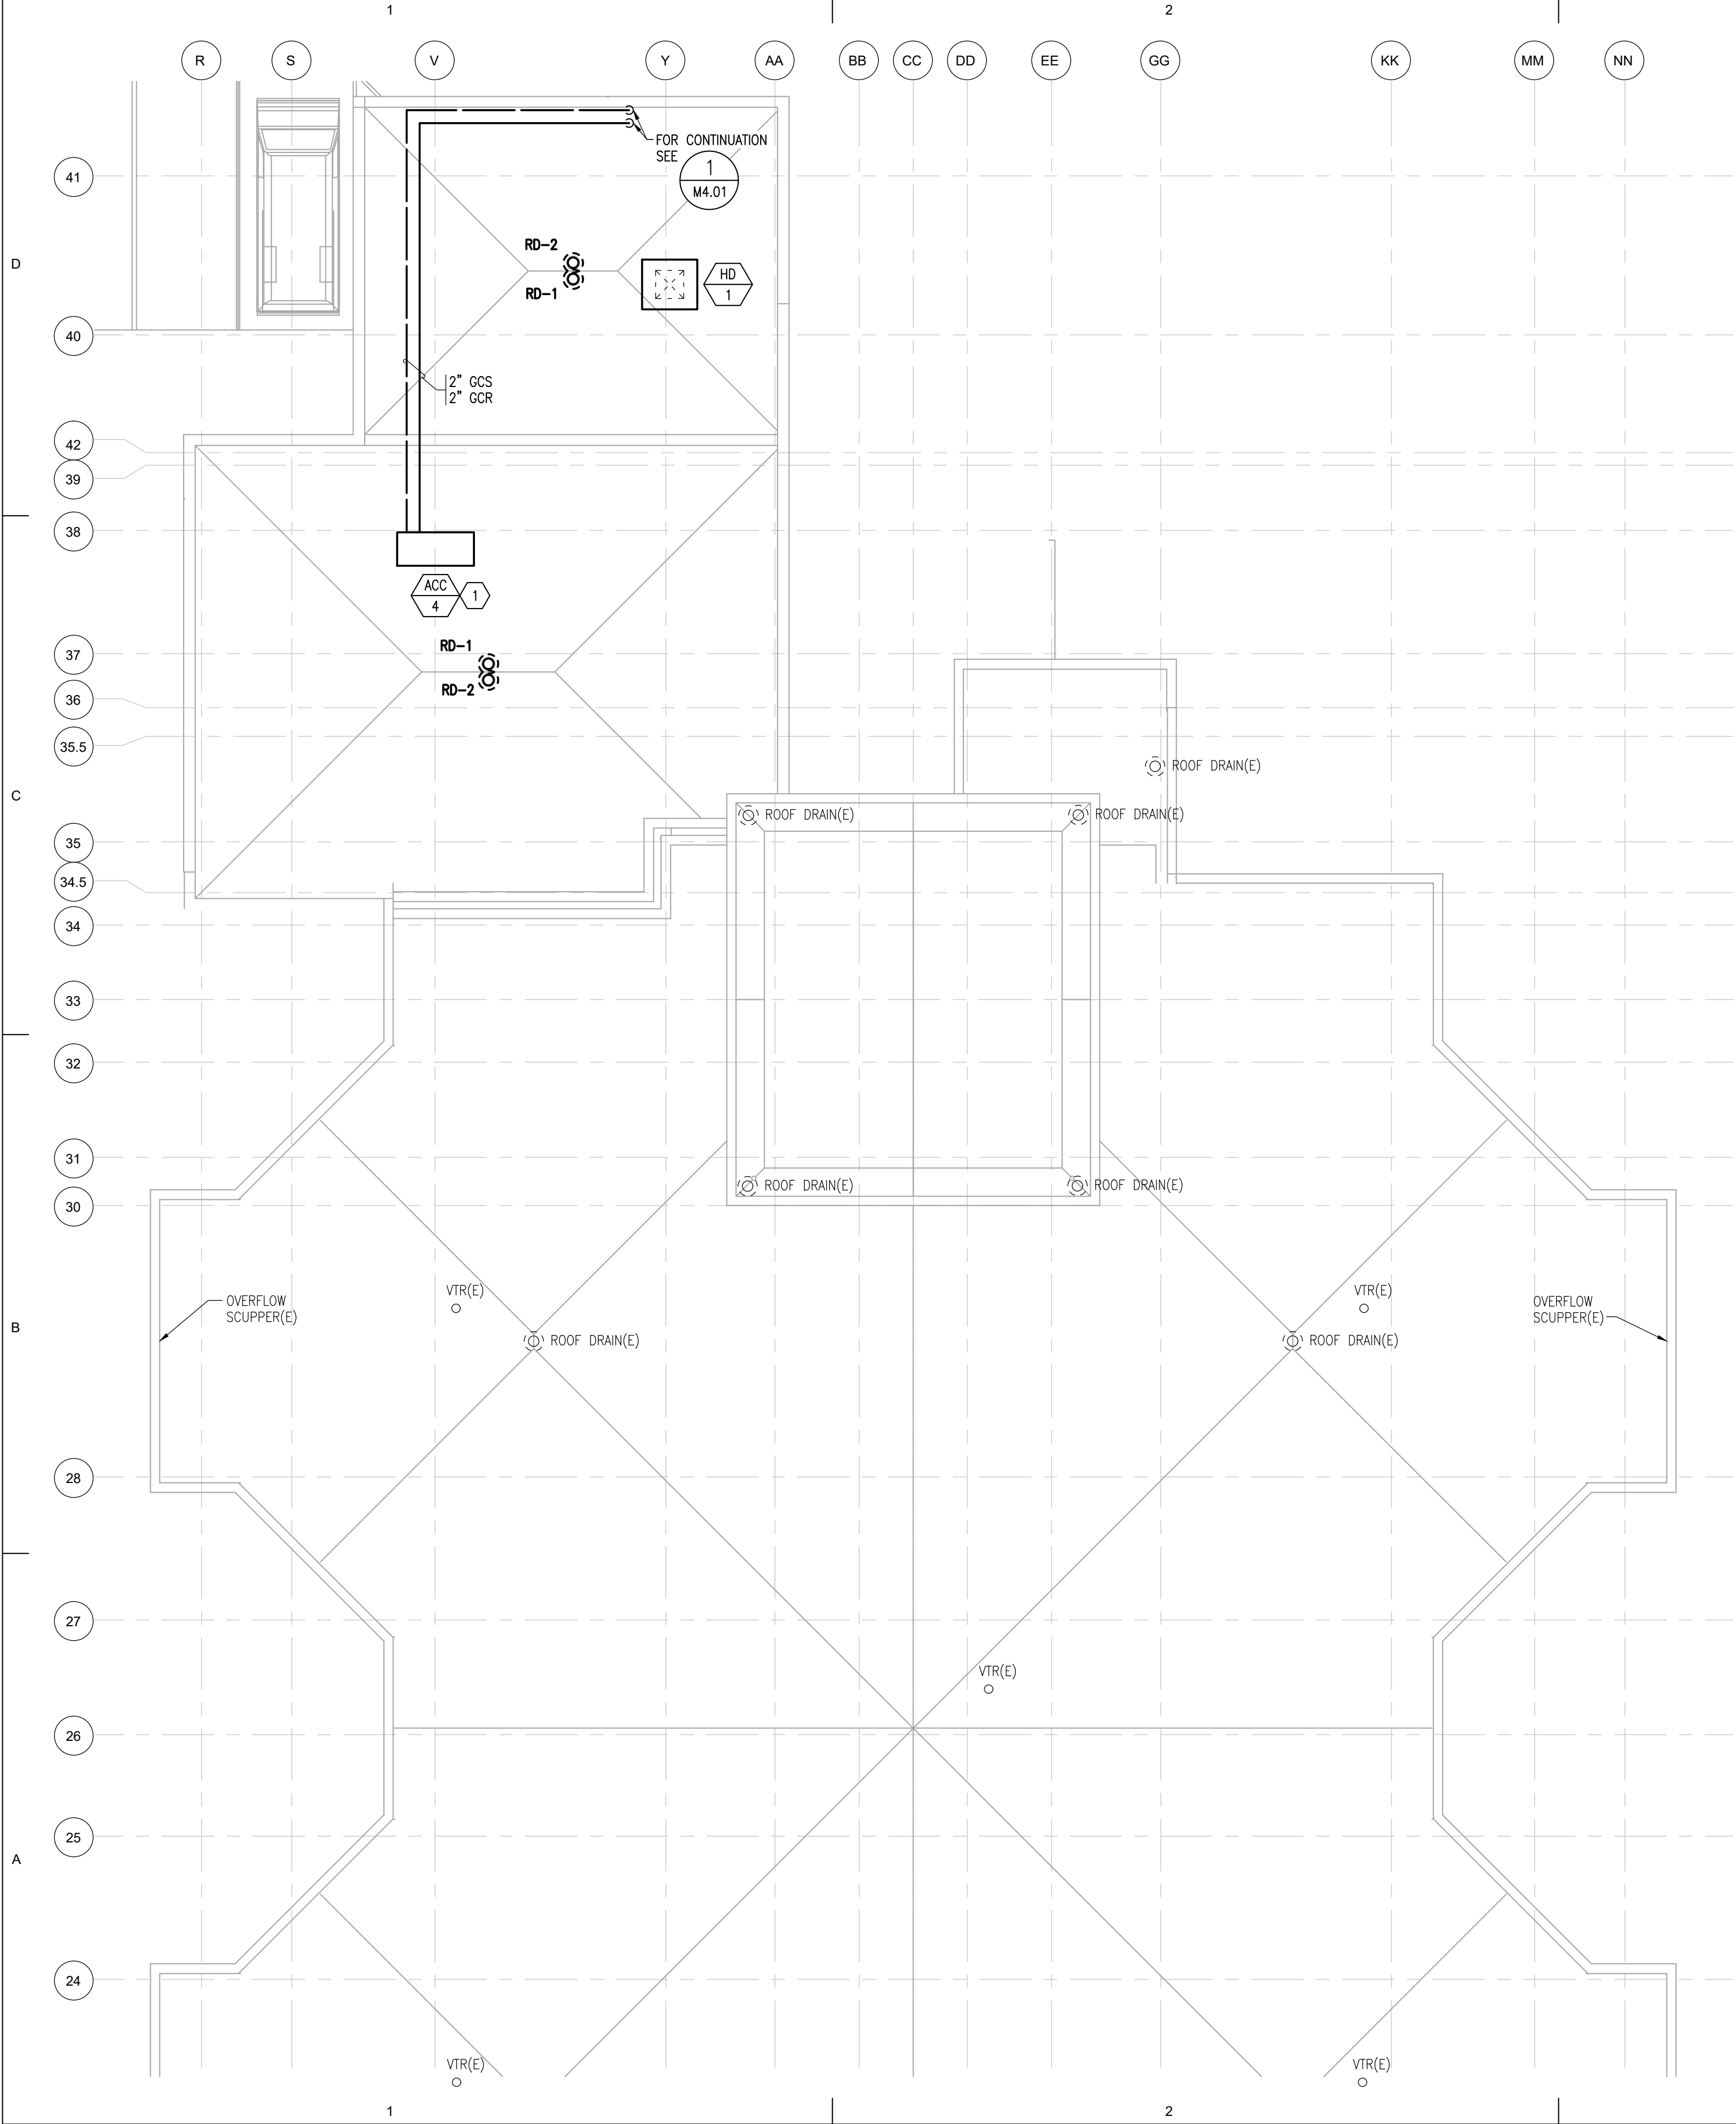 1
2
R
S
V
Y
AA
BB
CC
DD
EE
GG
KK
MM
NN
FOR CONTINUATION
SEE
1
M4.01
41
D
RD-2
RD-1
HD
1
40
2" GCS
2" GCR
42
39
38
ACC
4
1
37
RD-1
RD-2
36
35.5
ROOF DRAIN(E)
C
ROOF DRAIN(E)
ROOF DRAIN(E)
35
34.5
34
33
32
31
ROOF DRAIN(E)
ROOF DRAIN(E)
30
VTR(E)
VTR(E)
OVERFLOW
SCUPPER(E)
OVERFLOW
SCUPPER(E)
B
ROOF DRAIN(E)
ROOF DRAIN(E)
28
27
VTR(E)
26
25
A
24
VTR(E)
VTR(E)
1
2